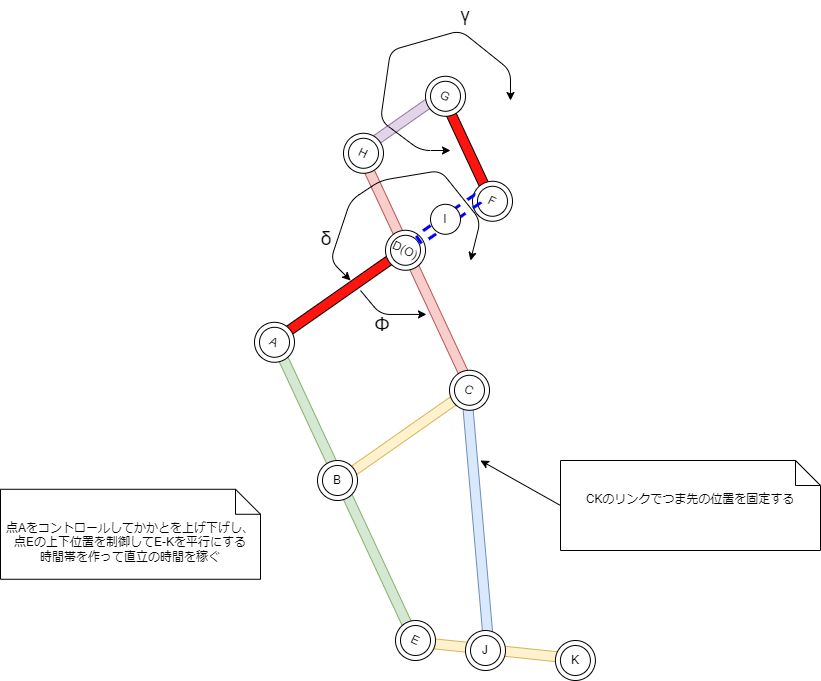 γ
G
H
F
I
δ
D(O)
Φ
A
C
B
CKのリンクでつま先の位置を固定する
点Aをコントロールしてかかとを上げ下げし、
点Eの上下位置を制御してE-Kを平行にする
時間帯を作って直立の時間を稼ぐ
E
J
K